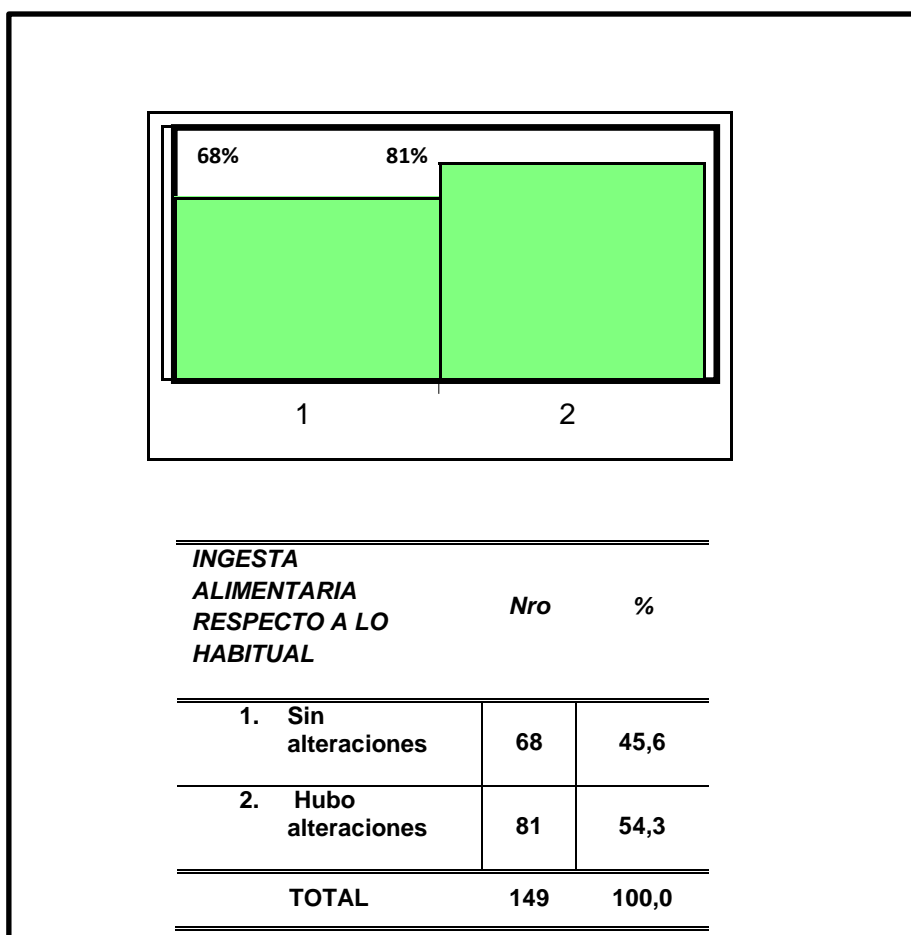 68% 81%
1 2
INGESTA
ALIMENTARIA
RESPECTO A LO
HABITUAL
Nro %
1. Sin
alteraciones 68 45,6
2. Hubo
alteraciones 81 54,3
TOTAL 149 100,0